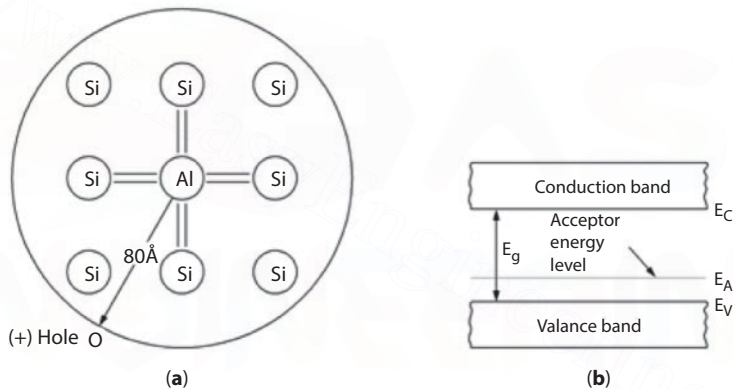 Si Si Si
Si Al Si
80Å
Si Si Si
(+) Hole O
(a)
Conduction band
E_C
Acceptor
energy
level
E_g
E_A
E_V
Valance band
(b)